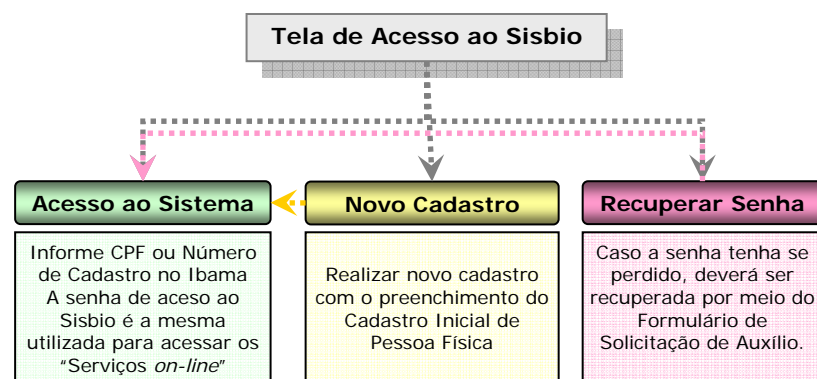 Tela de Acesso ao Sisbio
Acesso ao Sistema
Informe CPF ou Número
de Cadastro no Ibama
A senha de aceso ao
Sisbio é a mesma
utilizada para acessar os
“Serviços on-line”
Novo Cadastro
Realizar novo cadastro
com o preenchimento do
Cadastro Inicial de
Pessoa Física
Recuperar Senha
Caso a senha tenha se
perdido, deverá ser
recuperada por meio do
Formulário de
Solicitação de Auxílio.